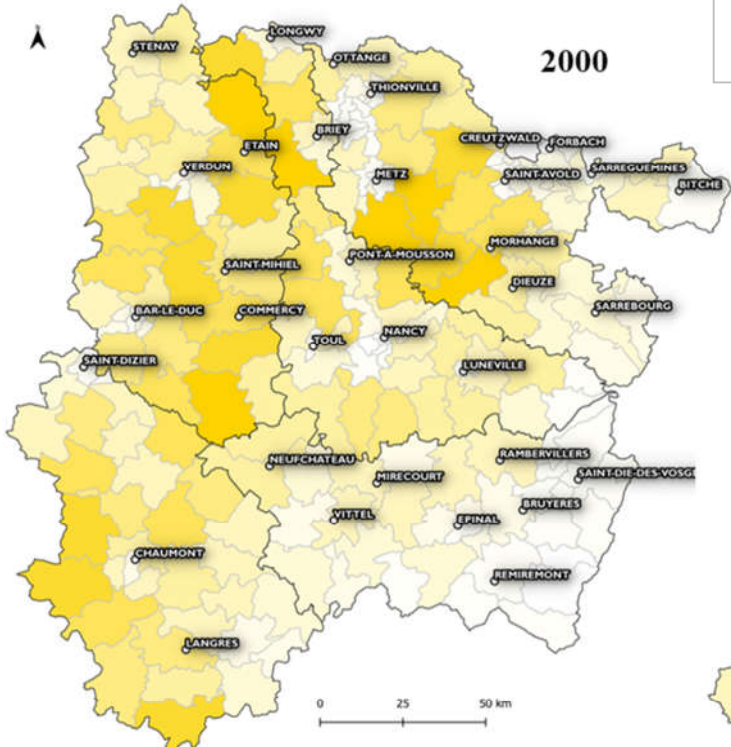 LONGWY
STENAY
2000
OTTANGE
THIONVILLE
BRIEY
CREUTZWALD
FORBACH
ETAIN
VERDUN
METZ
SAINT-AVOLD
SARREGUEMINES
BITCHE
MORHANGE
PONT-A-MOUSSON
SAINT-MIHIEL
DIEUZE
BAR-LE-DUC
COMMERCY
SARREBOURG
TOUL
NANCY
SAINT-DIZIER
LUNEVILLE
RAMBERVILLERS
NEUFCHATEAU
MIRECOURT
SAINT-DIE-DES-VOSG
BRUYERES
VITTEL
EPINAL
CHAUMONT
REMIREMONT
LANGRES
0 25 50 km